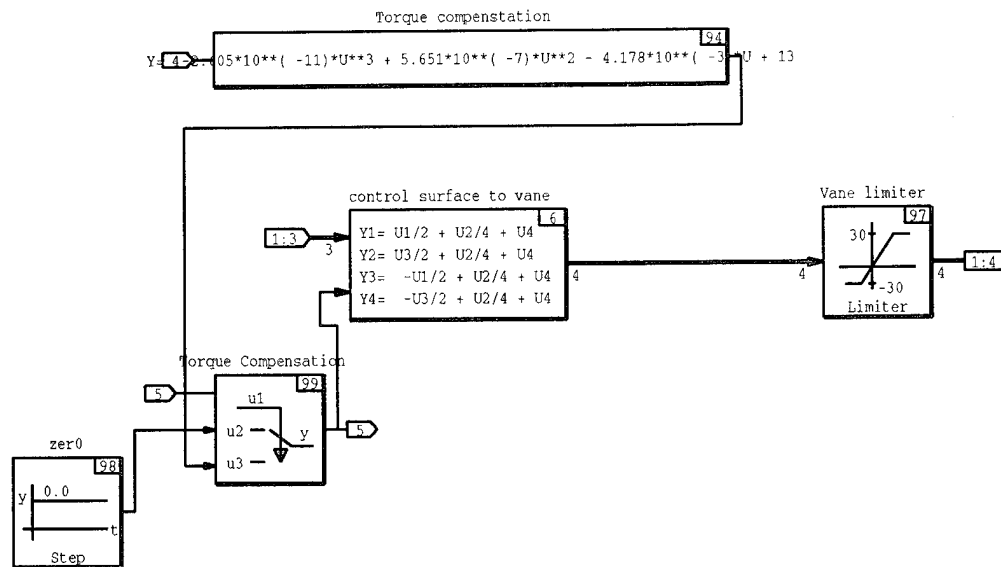 Torque compenstation
94
Y= 4 -2. 05*10**( -11)*U**3 + 5.651*10**( -7)*U**2 - 4.178*10**( -3 *U + 13
control surface to vane
6
1:3
3
Y1= U1/2 + U2/4 + U4
Y2= U3/2 + U2/4 + U4
Y3= -U1/2 + U2/4 + U4
Y4= -U3/2 + U2/4 + U4
4
Vane limiter
97
30
-30
Limiter
4
4
1:4
Torque Compensation
99
5
u1
u2
y
u3
5
zer0
98
y
0.0
t
Step